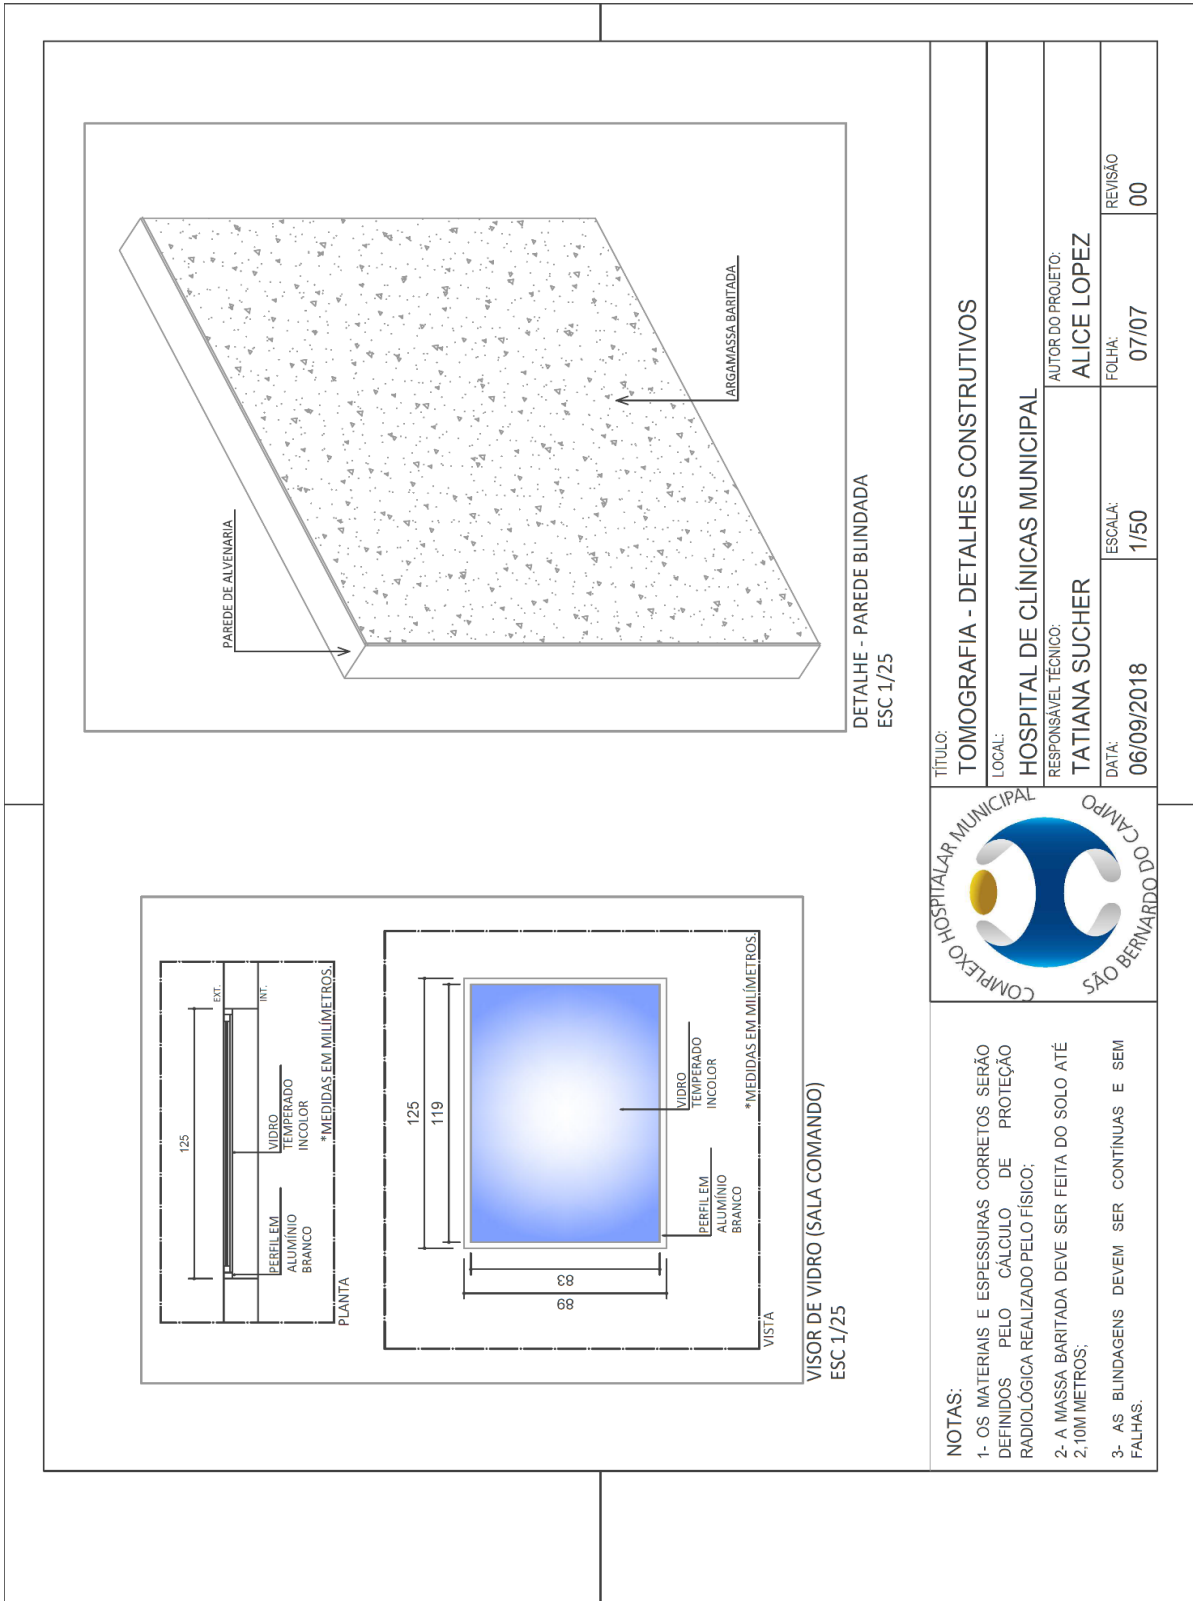 125
EXT.
INT.
PERFIL EM
ALUMÍNIO
BRANCO
VIDRO
TEMPERADO
INCOLOR
*MEDIDAS EM MILÍMETROS.
PLANTA
125
119
83
89
PERFIL EM
ALUMÍNIO
BRANCO
VIDRO
TEMPERADO
INCOLOR
*MEDIDAS EM MILÍMETROS.
VISTA
VISOR DE VIDRO (SALA COMANDO)
ESC 1/25
PAREDE DE ALVENARIA
ARGAMASSA BARITADA
DETALHE - PAREDE BLINDADA
ESC 1/25
NOTAS:
1- OS MATERIAIS E ESPESSURAS CORRETOS SERÃO
DEFINIDOS PELO CÁLCULO DE PROTEÇÃO
RADIOLÓGICA REALIZADO PELO FÍSICO;
2- A MASSA BARITADA DEVE SER FEITA DO SOLO ATÉ
2,10M METROS;
3- AS BLINDAGENS DEVEM SER CONTÍNUAS E SEM
FALHAS.
COMPLEXO HOSPITALAR MUNICIPAL
SÃO BERNARDO DO CAMPO
TÍTULO:
TOMOGRAFIA - DETALHES CONSTRUTIVOS
LOCAL:
HOSPITAL DE CLÍNICAS MUNICIPAL
RESPONSÁVEL TÉCNICO:
TATIANA SUCHER
AUTOR DO PROJETO:
ALICE LOPEZ
DATA:
06/09/2018
ESCALA:
1/50
FOLHA:
07/07
REVISÃO
00